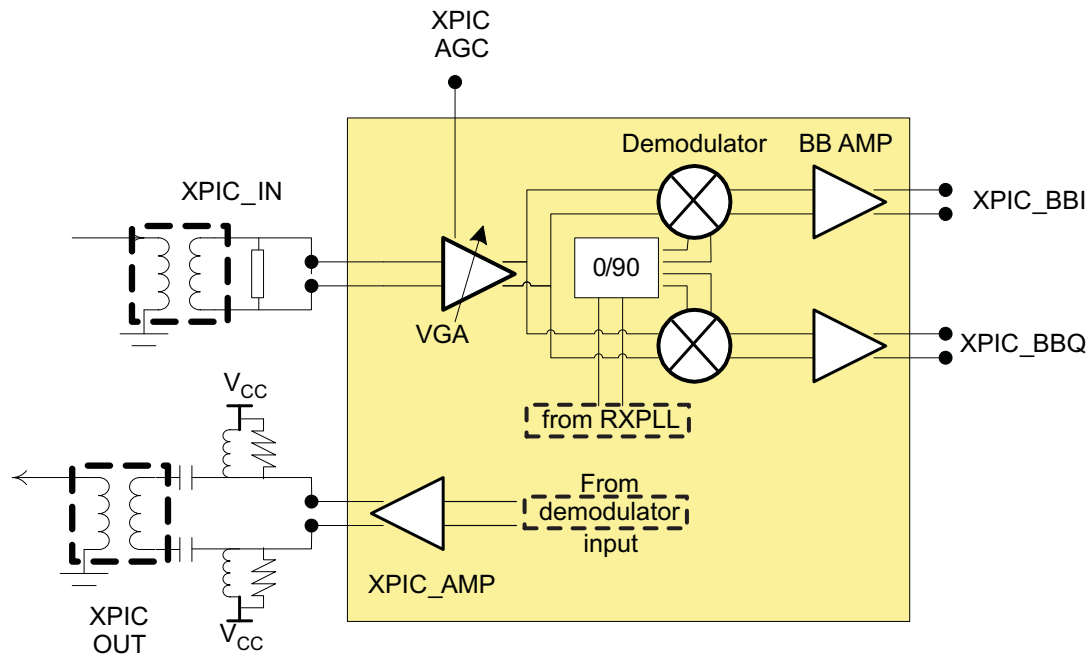 XPIC
AGC
Demodulator
BB AMP
XPIC_IN
XPIC_BBI
0/90
VGA
XPIC_BBQ
VCC
from RXPLL
From
demodulator
input
XPIC_AMP
XPIC
OUT
VCC